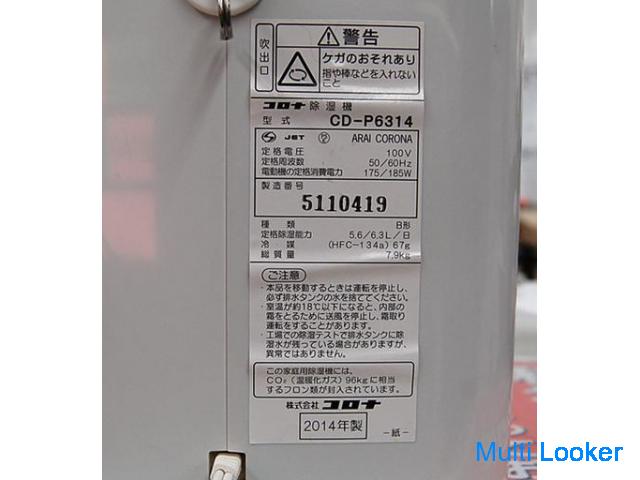 吹出口
警告
ケガのおそれあり
指や棒などを入れない
こと
コロナ 除湿機
型式 CD-P6314
JET ARAI CORONA
定格電圧 100V
定格周波数 50/60Hz
電動機の定格消費電力 175/185W
製造番号
5110419
種類 B形
定格除湿能力 5.6/6.3L/日
冷媒 (HFC-134a) 67g
総質量 7.9kg
ご注意
・本品を移動するときは運転を停止し、
必ず排水タンクの水を捨ててください。
・室温が約18℃以下になると、内部の
霜をとるために送風を停止し、霜取り
運転をすることがあります。
・工場での除湿テストで排水タンクに除
湿水が残っている場合がありますが、
異常ではありません。
この家庭用除湿機には、
CO₂(温暖化ガス)96kgに相当
するフロン類が封入されています。
株式会社 コロナ
2014年製
-紙-
Multi Looker